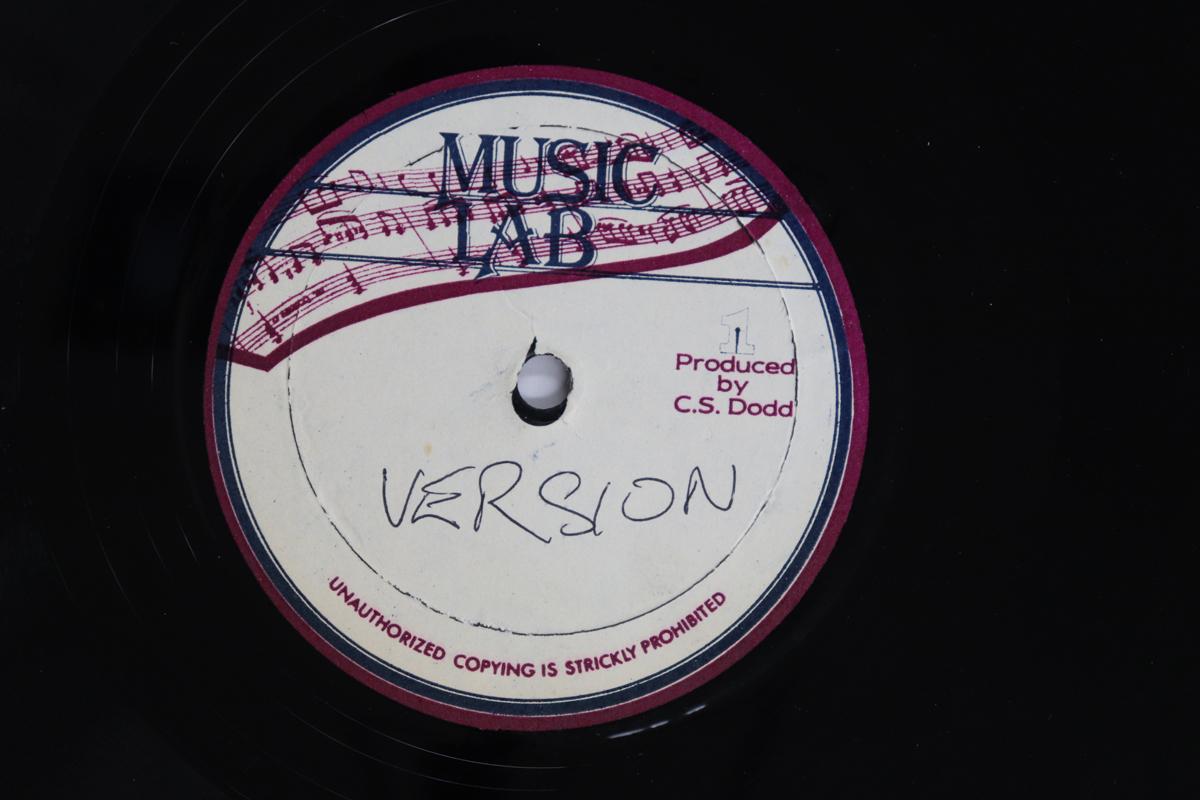 MUSIC
LAB
1
Produced
by
C.S. Dodd
VERSION
UNAUTHORIZED COPYING IS STRICKLY PROHIBITED